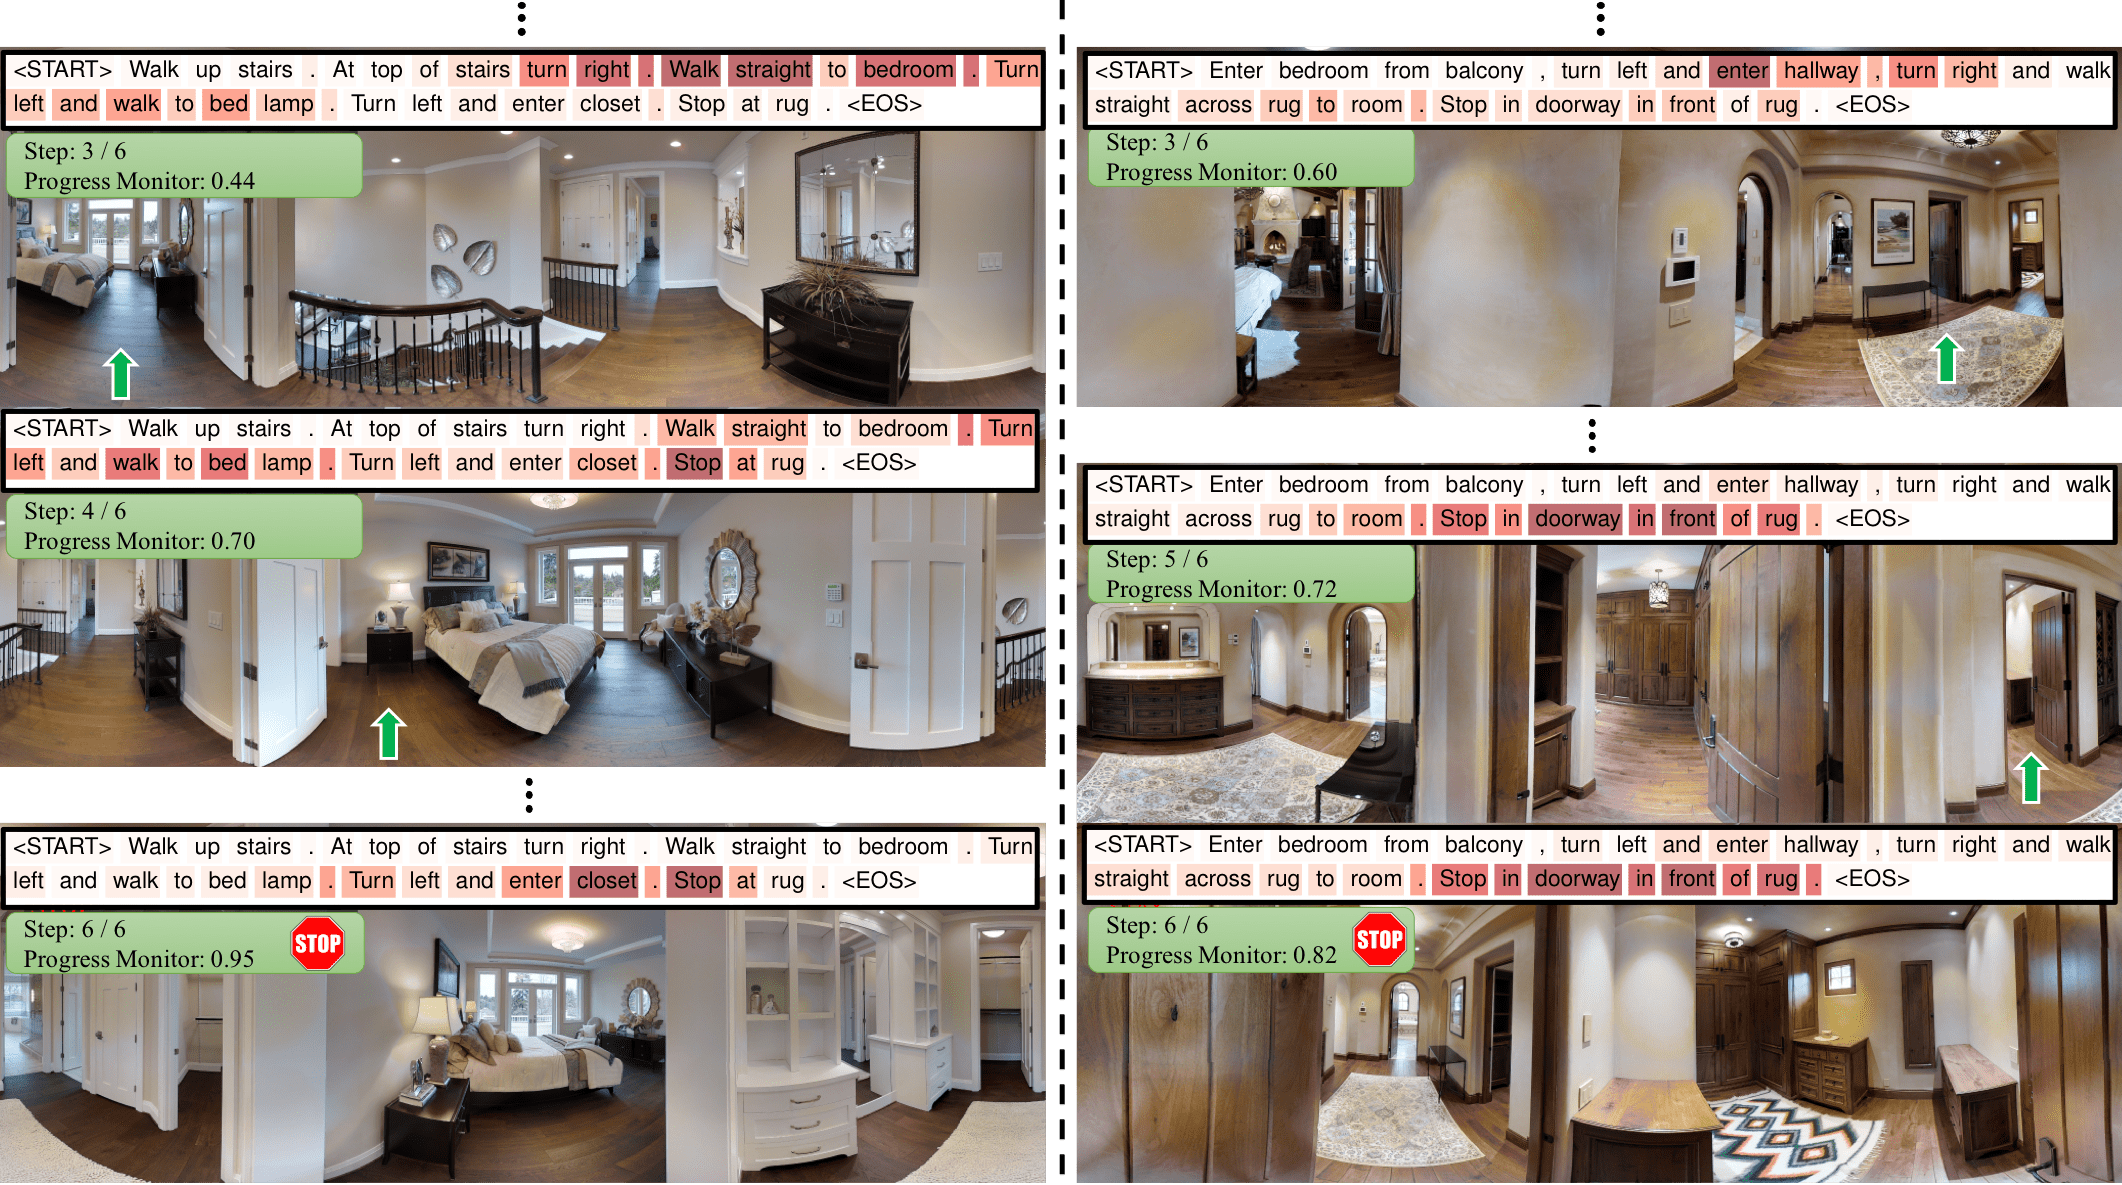 <START> Walk up stairs . At top of stairs turn right . Walk straight to bedroom . Turn
left and walk to bed lamp . Turn left and enter closet . Stop at rug . <EOS>
Step: 3 / 6
Progress Monitor: 0.44
<START> Walk up stairs . At top of stairs turn right . Walk straight to bedroom . Turn
left and walk to bed lamp . Turn left and enter closet . Stop at rug . <EOS>
Step: 4 / 6
Progress Monitor: 0.70
<START> Walk up stairs . At top of stairs turn right . Walk straight to bedroom . Turn
left and walk to bed lamp . Turn left and enter closet . Stop at rug . <EOS>
Step: 6 / 6
Progress Monitor: 0.95
STOP
<START> Enter bedroom from balcony , turn left and enter hallway , turn right and walk
straight across rug to room . Stop in doorway in front of rug . <EOS>
Step: 3 / 6
Progress Monitor: 0.60
<START> Enter bedroom from balcony , turn left and enter hallway , turn right and walk
straight across rug to room . Stop in doorway in front of rug . <EOS>
Step: 5 / 6
Progress Monitor: 0.72
<START> Enter bedroom from balcony , turn left and enter hallway , turn right and walk
straight across rug to room . Stop in doorway in front of rug . <EOS>
Step: 6 / 6
Progress Monitor: 0.82
STOP